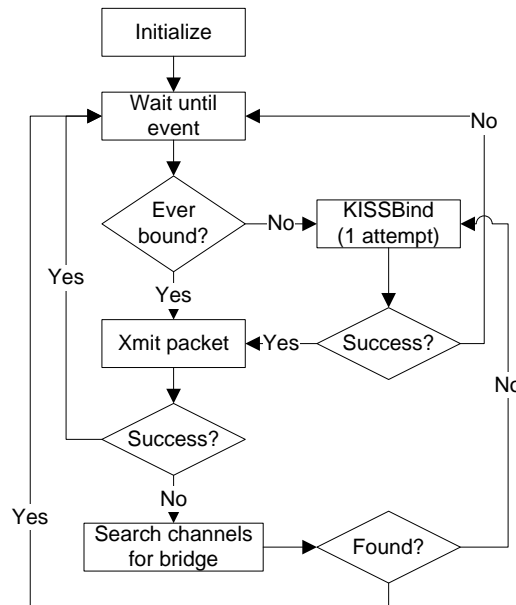 Initialize
Wait until
event
No
Ever
bound?
No
KISSBind
(1 attempt)
Yes
Yes
Xmit packet
Yes
Success?
No
Success?
No
Yes
Search channels
for bridge
Found?